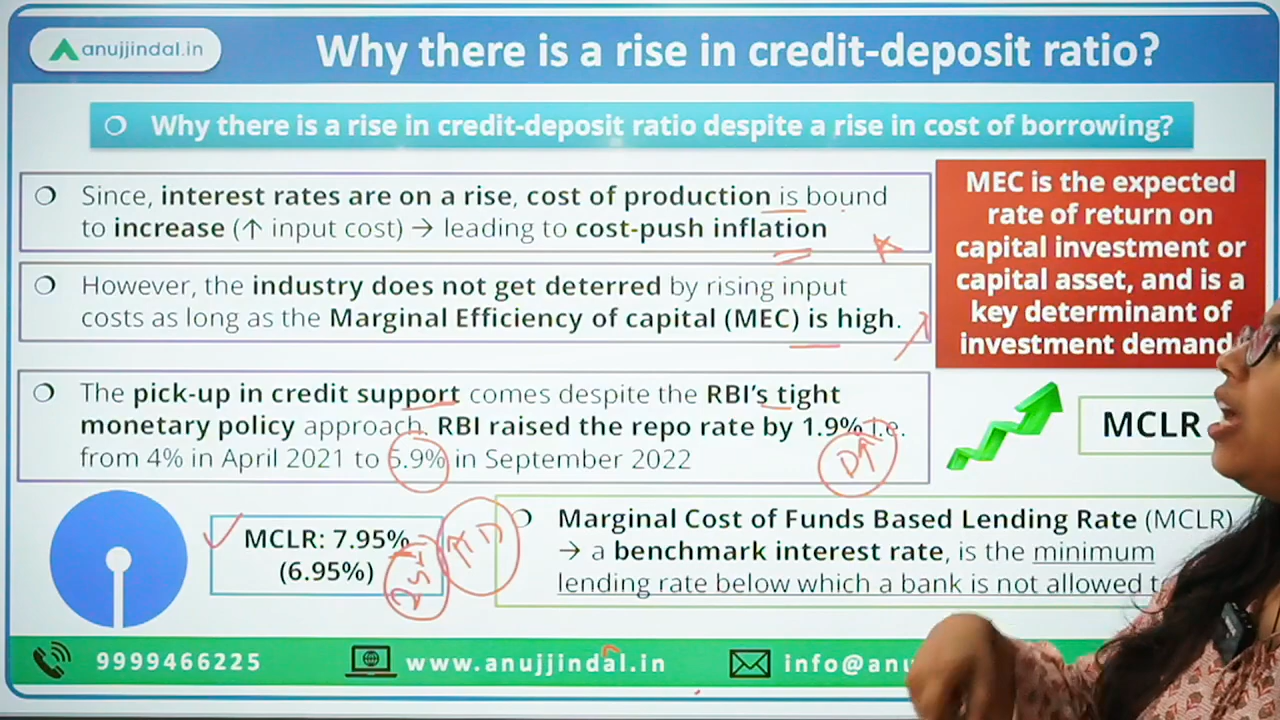 anujjindal.in
Why there is a rise in credit-deposit ratio?
Why there is a rise in credit-deposit ratio despite a rise in cost of borrowing?
Since, interest rates are on a rise, cost of production is bound
to increase (↑ input cost) → leading to cost-push inflation
However, the industry does not get deterred by rising input
costs as long as the Marginal Efficiency of capital (MEC) is high.
MEC is the expected
rate of return on
capital investment or
capital asset, and is a
key determinant of
investment demand
The pick-up in credit support comes despite the RBI's tight
monetary policy approach. RBI raised the repo rate by 1.9% i.e.
from 4% in April 2021 to 5.9% in September 2022
D↑
MCLR
MCLR: 7.95%
(6.95%)
Marginal Cost of Funds Based Lending Rate (MCLR)
→ a benchmark interest rate, is the minimum
lending rate below which a bank is not allowed t
9999466225
www.anujjindal.in
info@anu